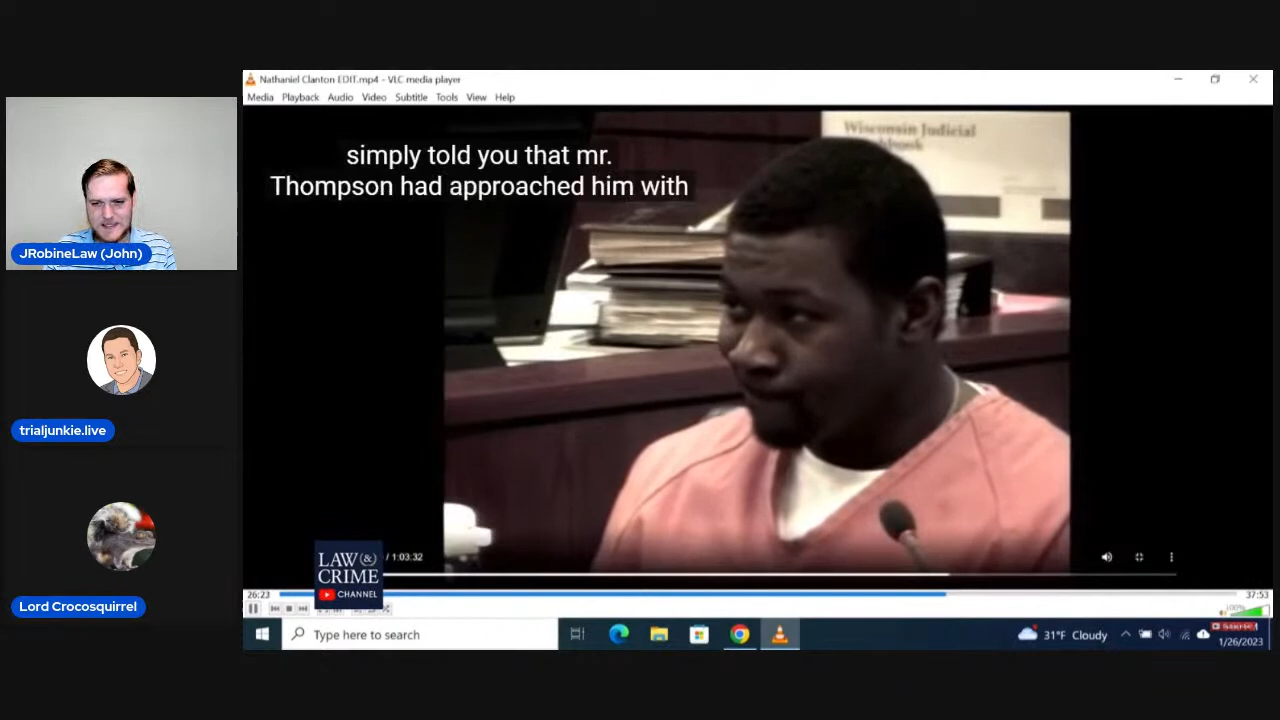 Nathaniel Clanton EDIT.mp4 - VLC media player
Media Playback Audio Video Subtitle Tools View Help
simply told you that mr.
Thompson had approached him with
Wisconsin Judicial
JRobineLaw (John)
trialjunkie.live
Lord Crocosquirrel
LAW (&)
CRIME
CHANNEL
/ 1:03:32
26:23
37:53
100%
Type here to search
31°F Cloudy
1/26/2023